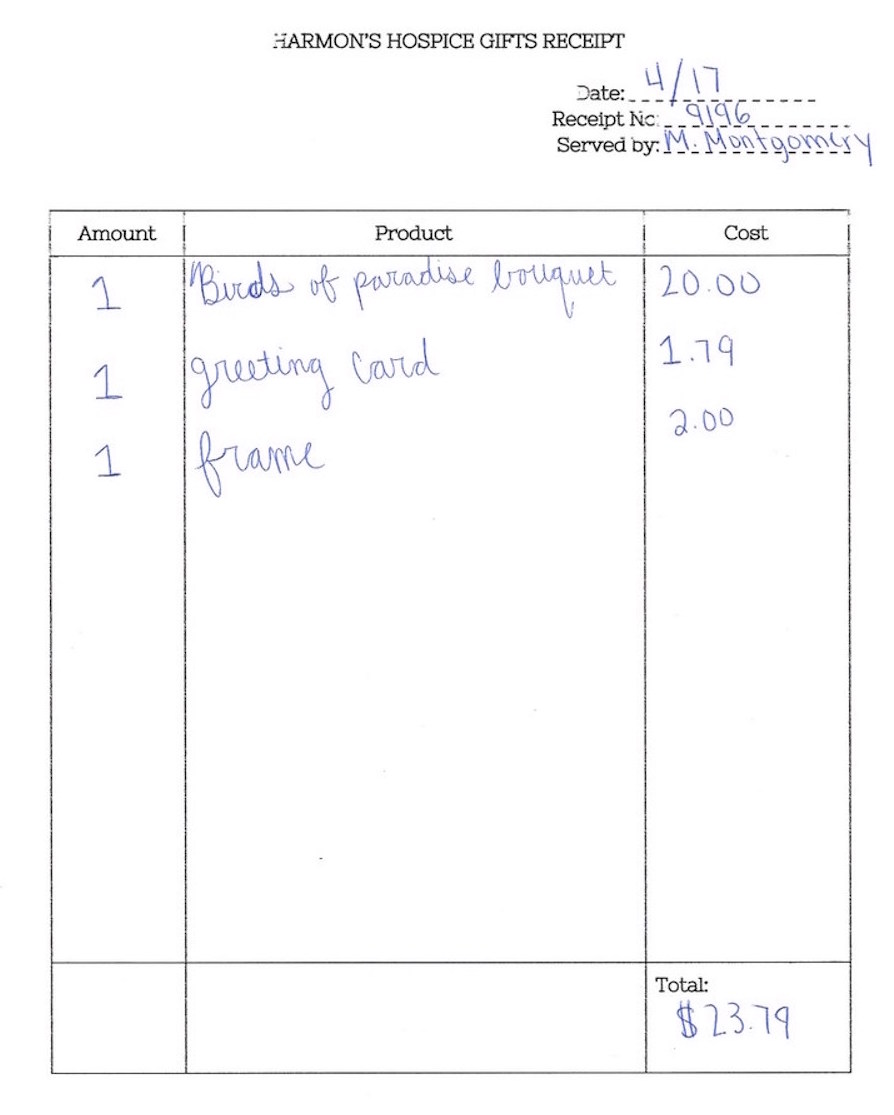 HARMON'S HOSPICE GIFTS RECEIPT
Date: 4/17
Receipt No: 9196
Served by: M. Montgomery
Amount Product Cost
1 Birds of paradise bouquet 20.00
1 greeting card 1.79
1 frame 2.00
Total:
$23.79